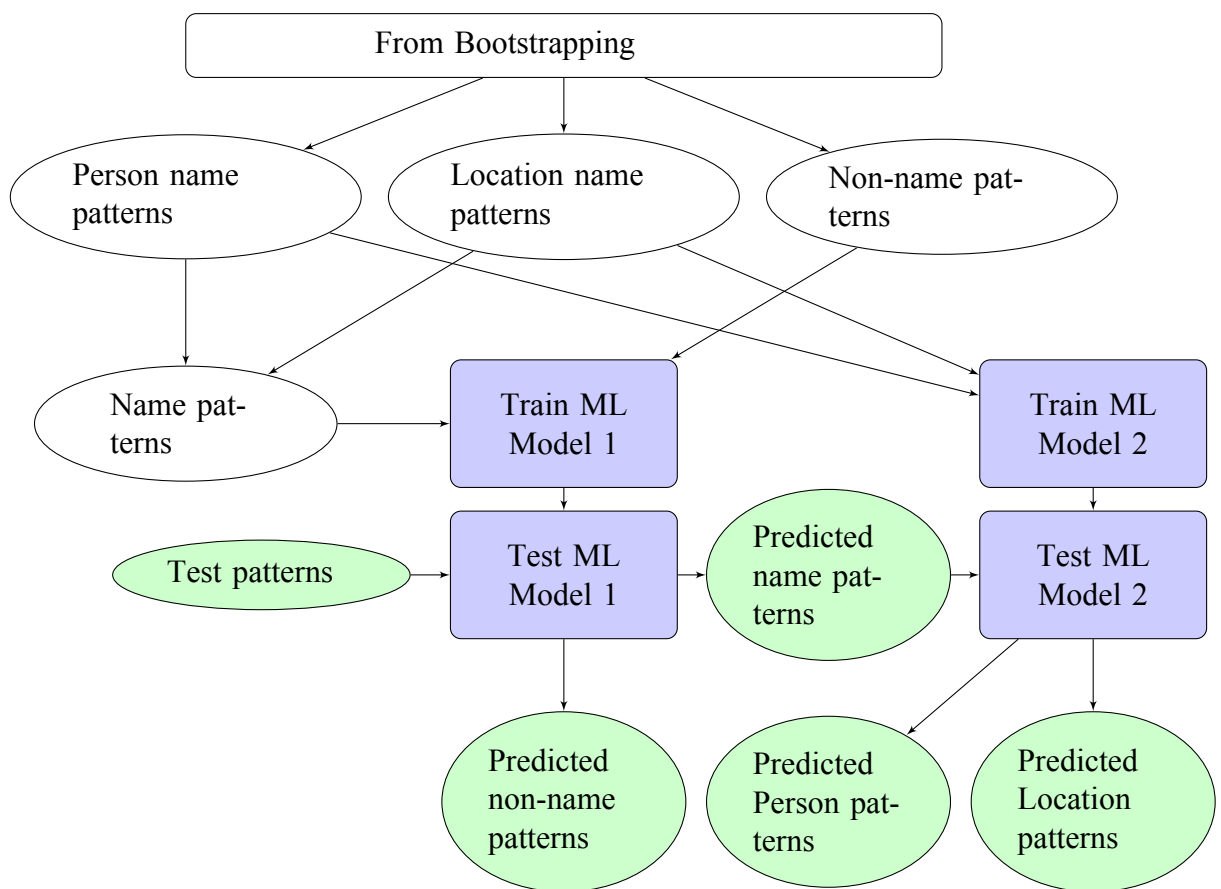 From Bootstrapping
Person name
patterns
Location name
patterns
Non-name pat-
terns
Name pat-
terns
Train ML
Model 1
Train ML
Model 2
Test patterns
Test ML
Model 1
Predicted
name pat-
terns
Test ML
Model 2
Predicted
non-name
patterns
Predicted
Person pat-
terns
Predicted
Location
patterns